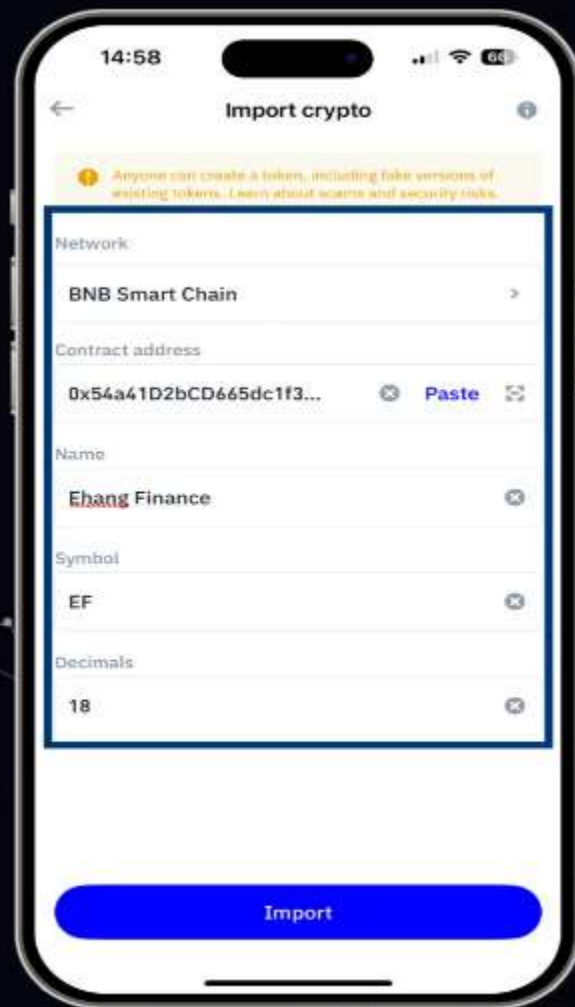 14:58
66
Import crypto
Anyone can create a token, including fake versions of
existing tokens. Learn about scams and security risks.
Network
BNB Smart Chain
Contract address
0x54a41D2bCD665dc1f3...
Paste
Name
Ehang Finance
Symbol
EF
Decimals
18
Import